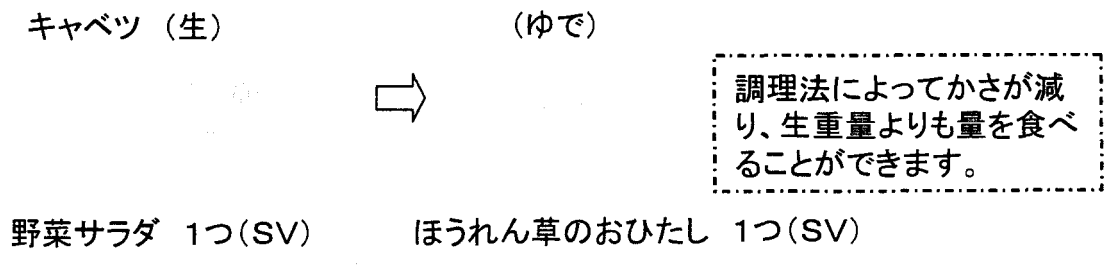 キャベツ（生）　（ゆで）
調理法によってかさが減
り、生重量よりも量を食べ
ることができます。
野菜サラダ　1つ（SV）　ほうれん草のおひたし　1つ（SV）